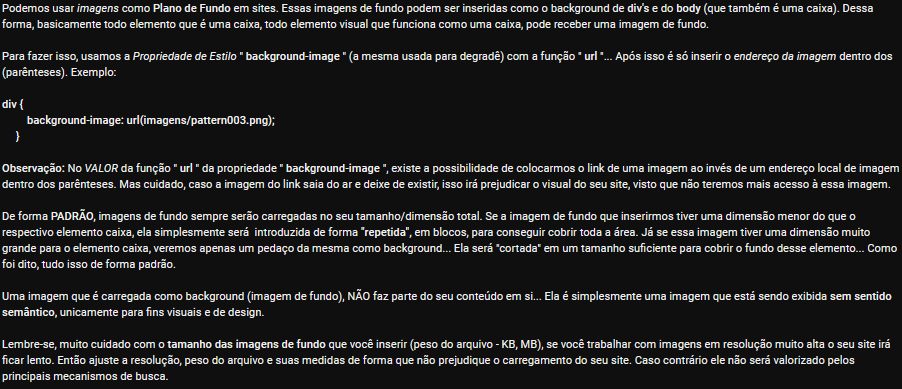 Podemos usar imagens como Plano de Fundo em sites. Essas imagens de fundo podem ser inseridas como o background de div's e do body (que também é uma caixa). Dessa
forma, basicamente todo elemento que é uma caixa, todo elemento visual que funciona como uma caixa, pode receber uma imagem de fundo.
Para fazer isso, usamos a Propriedade de Estilo " background-image " (a mesma usada para degradê) com a função " url "... Após isso é só inserir o endereço da imagem dentro dos
(parênteses). Exemplo:
div {
background-image: url(imagens/pattern003.png);
}
Observação: No VALOR da função " url " da propriedade " background-image ", existe a possibilidade de colocarmos o link de uma imagem ao invés de um endereço local de imagem
dentro dos parênteses. Mas cuidado, caso a imagem do link saia do ar e deixe de existir, isso irá prejudicar o visual do seu site, visto que não teremos mais acesso à essa imagem.
De forma PADRÃO, imagens de fundo sempre serão carregadas no seu tamanho/dimensão total. Se a imagem de fundo que inserirmos tiver uma dimensão menor do que o
respectivo elemento caixa, ela simplesmente será introduzida de forma "repetida", em blocos, para conseguir cobrir toda a área. Já se essa imagem tiver uma dimensão muito
grande para o elemento caixa, veremos apenas um pedaço da mesma como background... Ela será "cortada" em um tamanho suficiente para cobrir o fundo desse elemento... Como
foi dito, tudo isso de forma padrão.
Uma imagem que é carregada como background (imagem de fundo), NÃO faz parte do seu conteúdo em si... Ela é simplesmente uma imagem que está sendo exibida sem sentido
semântico, unicamente para fins visuais e de design.
Lembre-se, muito cuidado com o tamanho das imagens de fundo que você inserir (peso do arquivo - KB, MB), se você trabalhar com imagens em resolução muito alta o seu site irá
ficar lento. Então ajuste a resolução, peso do arquivo e suas medidas de forma que não prejudique o carregamento do seu site. Caso contrário ele não será valorizado pelos
principais mecanismos de busca.